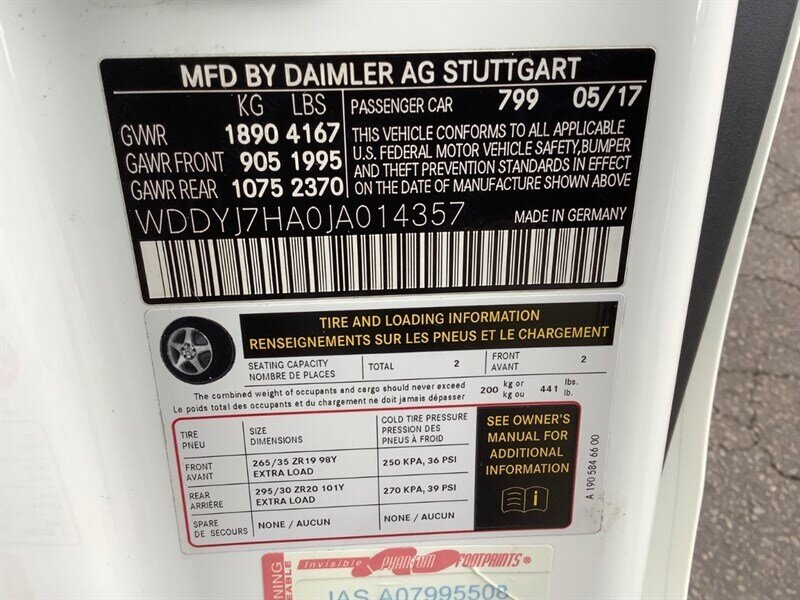 MFD BY DAIMLER AG STUTTGART
KG LBS PASSENGER CAR 799 05/17
GVWR 1890 4167
GAWR FRONT 905 1995
GAWR REAR 1075 2370
THIS VEHICLE CONFORMS TO ALL APPLICABLE
U.S. FEDERAL MOTOR VEHICLE SAFETY,BUMPER
AND THEFT PREVENTION STANDARDS IN EFFECT
ON THE DATE OF MANUFACTURE SHOWN ABOVE
WDDYJ7HA0JA014357 MADE IN GERMANY
TIRE AND LOADING INFORMATION
RENSEIGNEMENTS SUR LES PNEUS ET LE CHARGEMENT
SEATING CAPACITY
NOMBRE DE PLACES
TOTAL 2
FRONT
AVANT
2
The combined weight of occupants and cargo should never exceed
Le poids total des occupants et du chargement ne doit jamais dépasser
200 kg or
kg ou
441 lbs.
lb.
TIRE
PNEU
SIZE
DIMENSIONS
COLD TIRE PRESSURE
PRESSION DES
PNEUS À FROID
FRONT
AVANT
265/35 ZR19 98Y
EXTRA LOAD
250 KPA, 36 PSI
REAR
ARRIÈRE
295/30 ZR20 101Y
EXTRA LOAD
270 KPA, 39 PSI
SPARE
DE SECOURS
NONE / AUCUN
NONE / AUCUN
SEE OWNER'S
MANUAL FOR
ADDITIONAL
INFORMATION
i
A 190 584 66 00
Invisible PHANTOM FOOTPRINTS®
IAS A07995508